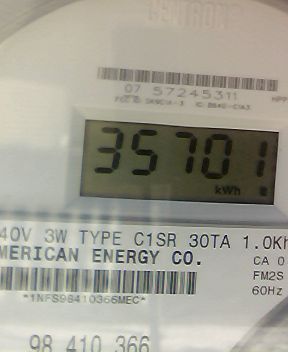 CENTRON
07 57245311
35701
kWh
40V 3W TYPE C1SR 30TA 1.0Kh
MERICAN ENERGY CO.
CA 0
FM2S
60Hz
*1NFS98410366MEC*
98 410 366